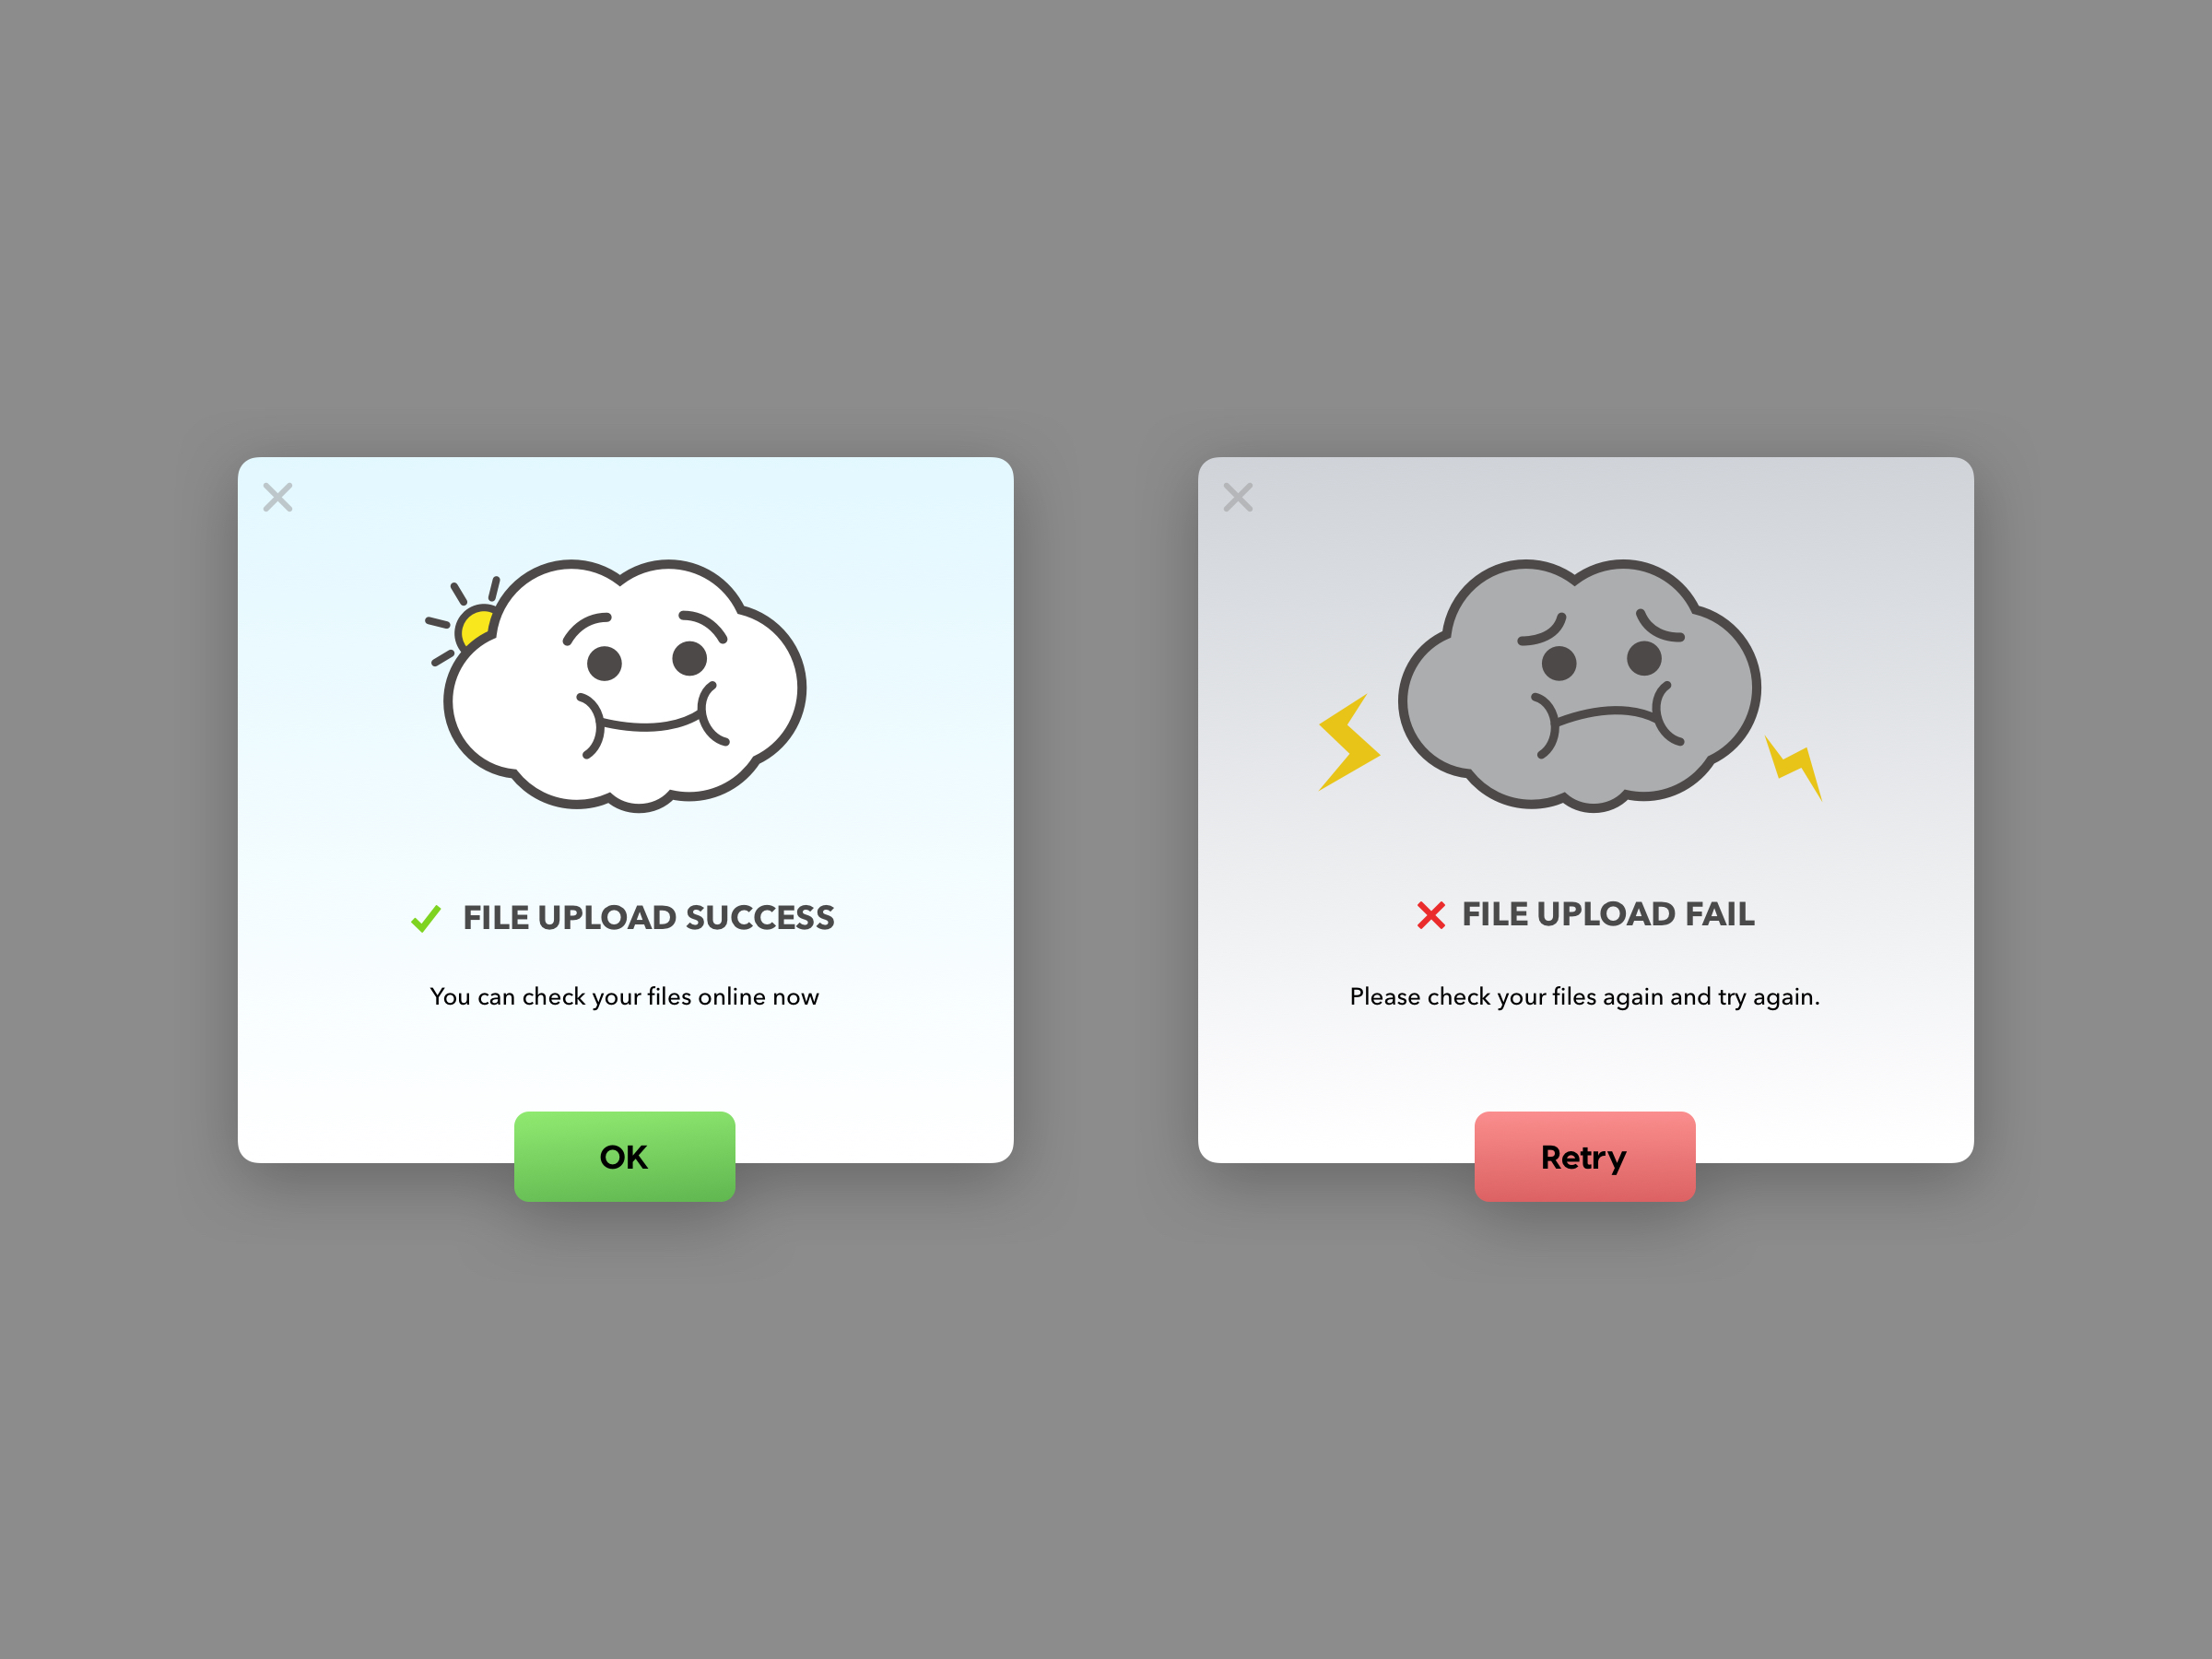 FILE UPLOAD SUCCESS
You can check your files online now
OK
FILE UPLOAD FAIL
Please check your files again and try again.
Retry